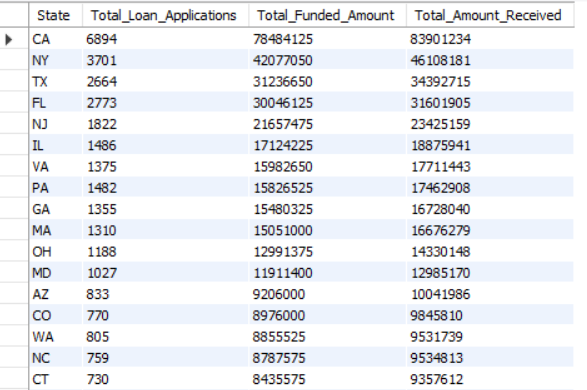 State Total_Loan_Applications Total_Funded_Amount Total_Amount_Received
CA 6894 78484125 83901234
NY 3701 42077050 46108181
TX 2664 31236650 34392715
FL 2773 30046125 31601905
NJ 1822 21657475 23425159
IL 1486 17124225 18875941
VA 1375 15982650 17711443
PA 1482 15826525 17462908
GA 1355 15480325 16728040
MA 1310 15051000 16676279
OH 1188 12991375 14330148
MD 1027 11911400 12985170
AZ 833 9206000 10041986
CO 770 8976000 9845810
WA 805 8855525 9531739
NC 759 8787575 9534813
CT 730 8435575 9357612